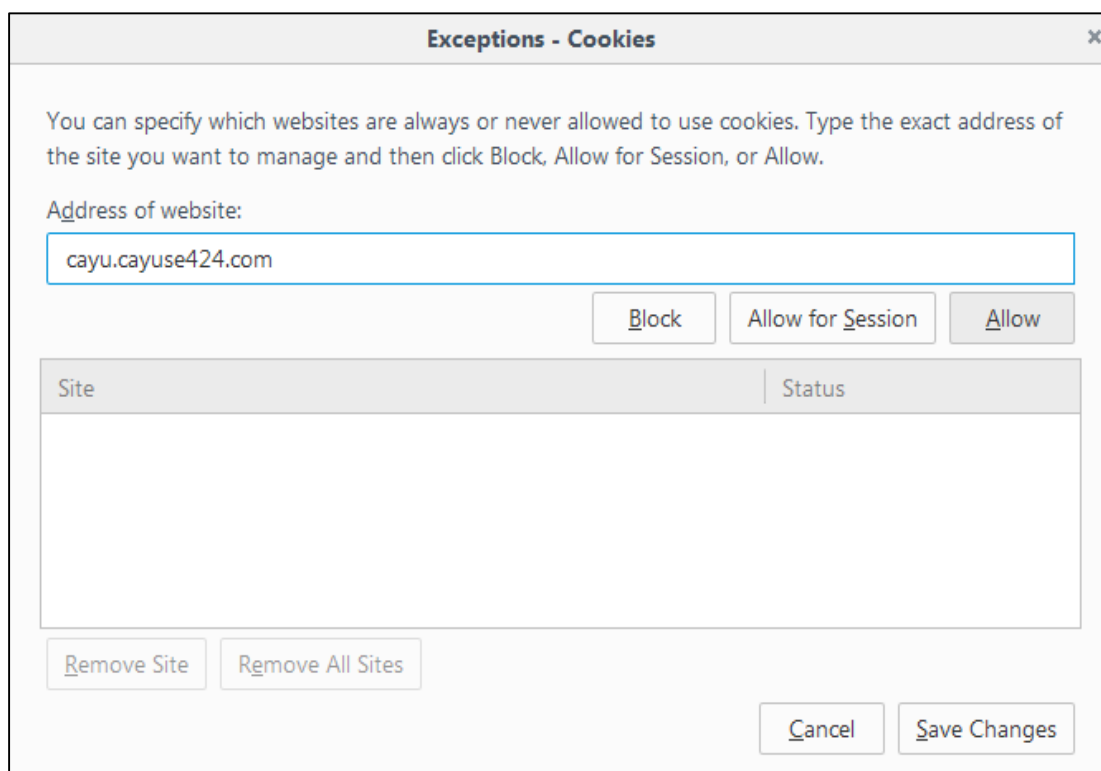 Exceptions - Cookies
You can specify which websites are always or never allowed to use cookies. Type the exact address of
the site you want to manage and then click Block, Allow for Session, or Allow.
Address of website:
cayu.cayuse424.com
Block Allow for Session Allow
Site Status
Remove Site Remove All Sites
Cancel Save Changes